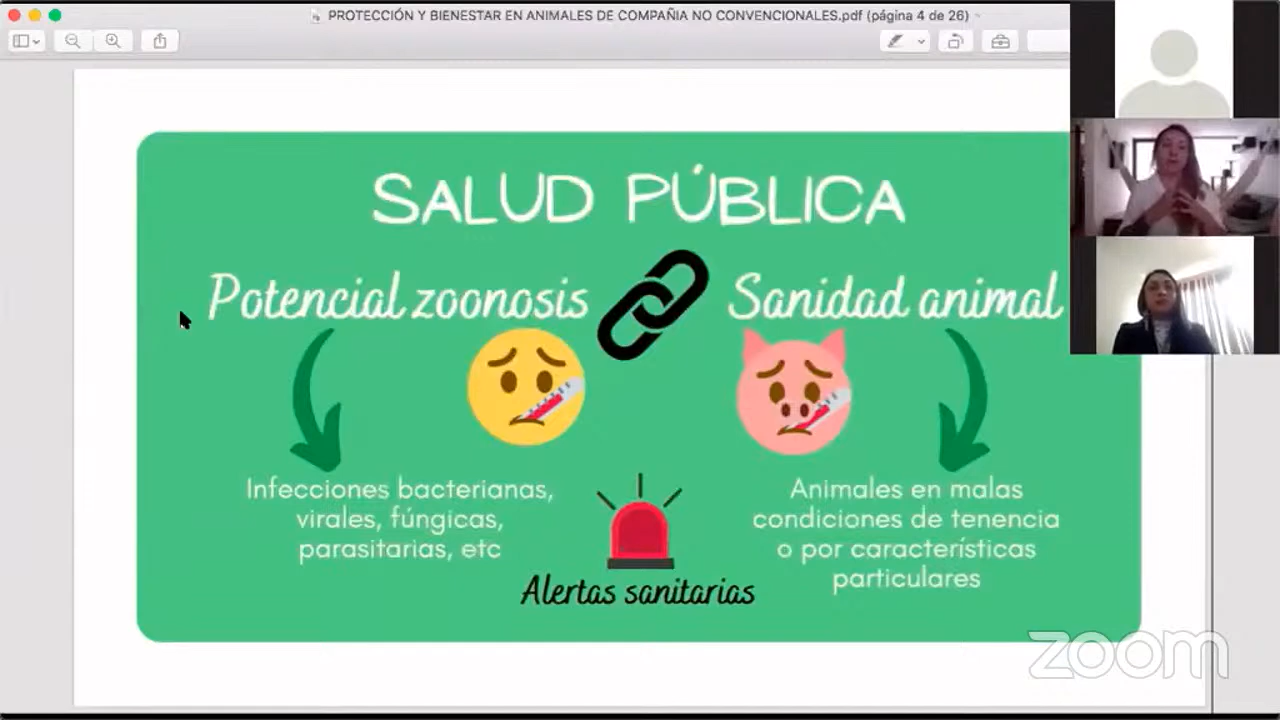 PROTECCIÓN Y BIENESTAR EN ANIMALES DE COMPAÑIA NO CONVENCIONALES.pdf (página 4 de 26)
SALUD PÚBLICA
Potencial zoonosis
Sanidad animal
Infecciones bacterianas,
virales, fúngicas,
parasitarias, etc
Animales en malas
condiciones de tenencia
o por características
particulares
Alertas sanitarias
zoom